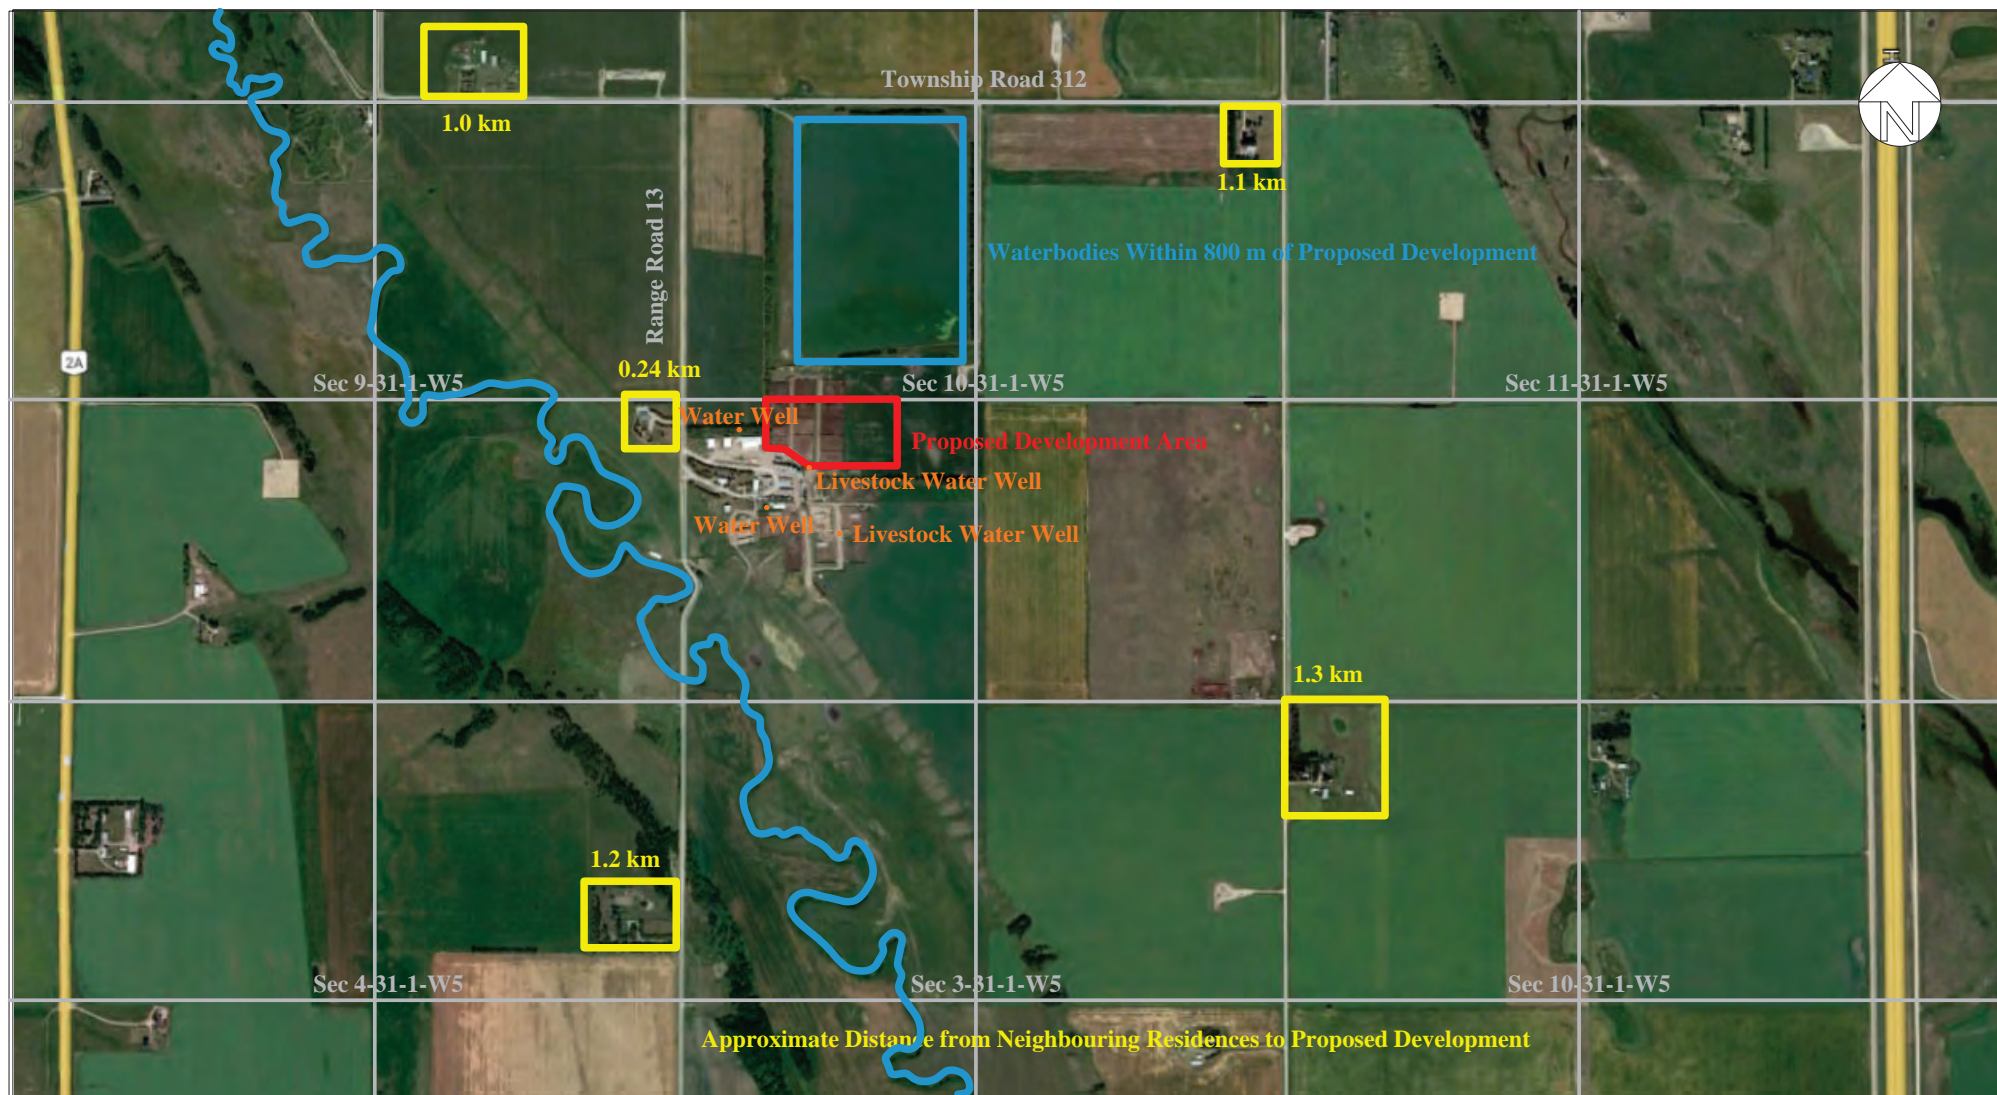 Township Road 312
N
1.0 km
1.1 km
Range Road 13
Waterbodies Within 800 m of Proposed Development
2A
0.24 km
Sec 9-31-1-W5
Sec 10-31-1-W5
Sec 11-31-1-W5
Water Well
Proposed Development Area
Livestock Water Well
Water Well
Livestock Water Well
1.3 km
1.2 km
Sec 4-31-1-W5
Sec 3-31-1-W5
Sec 10-31-1-W5
Approximate Distance from Neighbouring Residences to Proposed Development